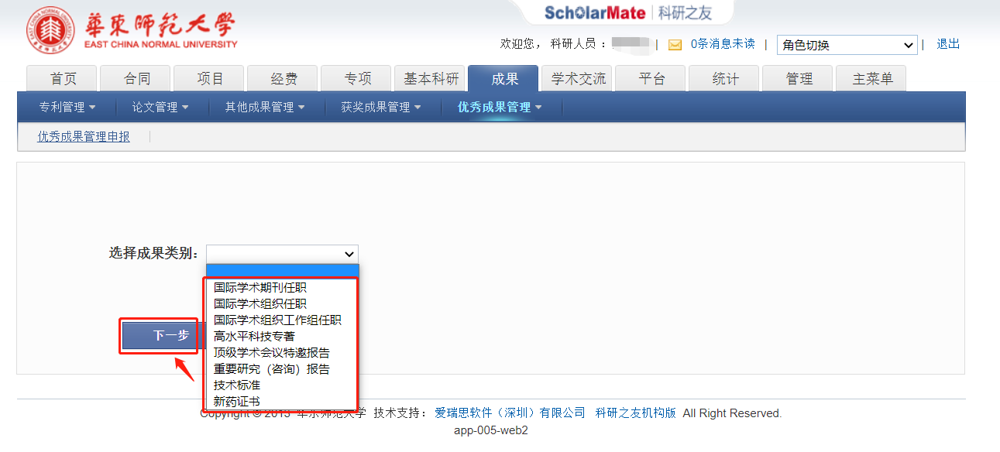 華東師範大學
EAST CHINA NORMAL UNIVERSITY
SCHOLARMATE 科研之友
欢迎您， 科研人员： | 0条消息未读 | 角色切换 | 退出
首页 合同 项目 经费 专项 基本科研 成果 学术交流 平台 统计 管理 主菜单
专利管理 论文管理 其他成果管理 获奖成果管理 优秀成果管理
优秀成果管理申报
选择成果类别：
国际学术期刊任职
国际学术组织任职
国际学术组织工作组任职
高水平科技专著
顶级学术会议特邀报告
重要研究（咨询）报告
技术标准
新药证书
下一步
Copyright © 2013 华东师范大学 技术支持： 爱瑞思软件（深圳）有限公司 科研之友机构版 All Right Reserved.
app-005-web2